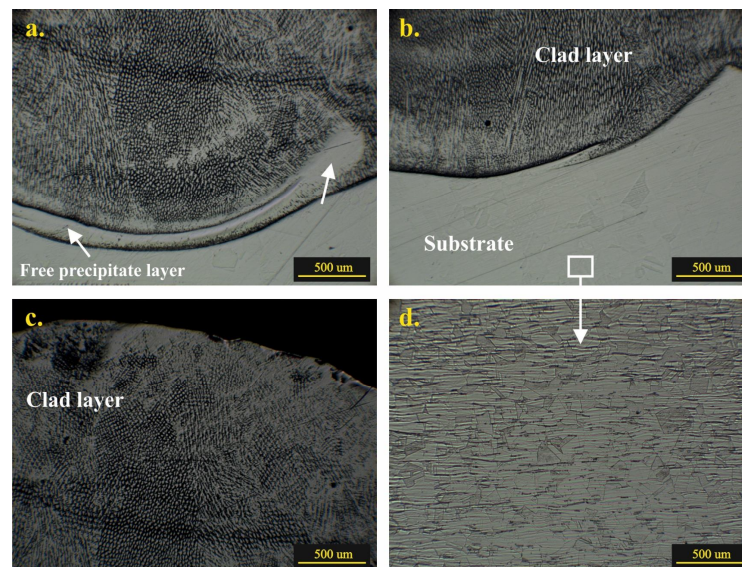 a.
Free precipitate layer
500 um
b.
Clad layer
Substrate
500 um
c.
Clad layer
500 um
d.
500 um